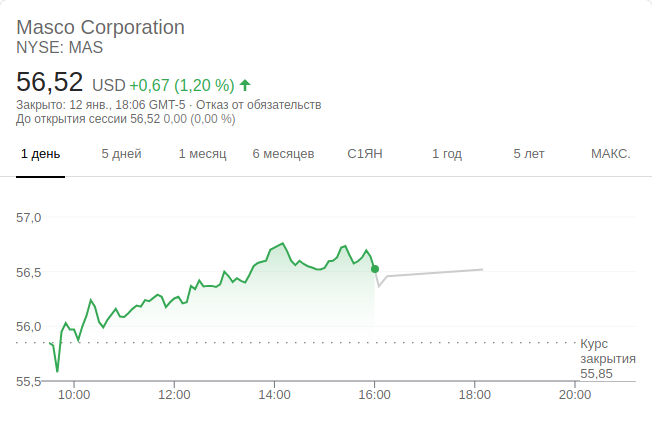 Masco Corporation
NYSE: MAS
56,52 USD +0,67 (1,20 %)
Закрыто: 12 янв., 18:06 GMT-5 · Отказ от обязательств
До открытия сессии 56,52 0,00 (0,00 %)
1 день 5 дней 1 месяц 6 месяцев С1ЯН 1 год 5 лет МАКС.
57,0
56,5
56,0
Курс
закрытия
55,85
55,5
10:00 12:00 14:00 16:00 18:00 20:00